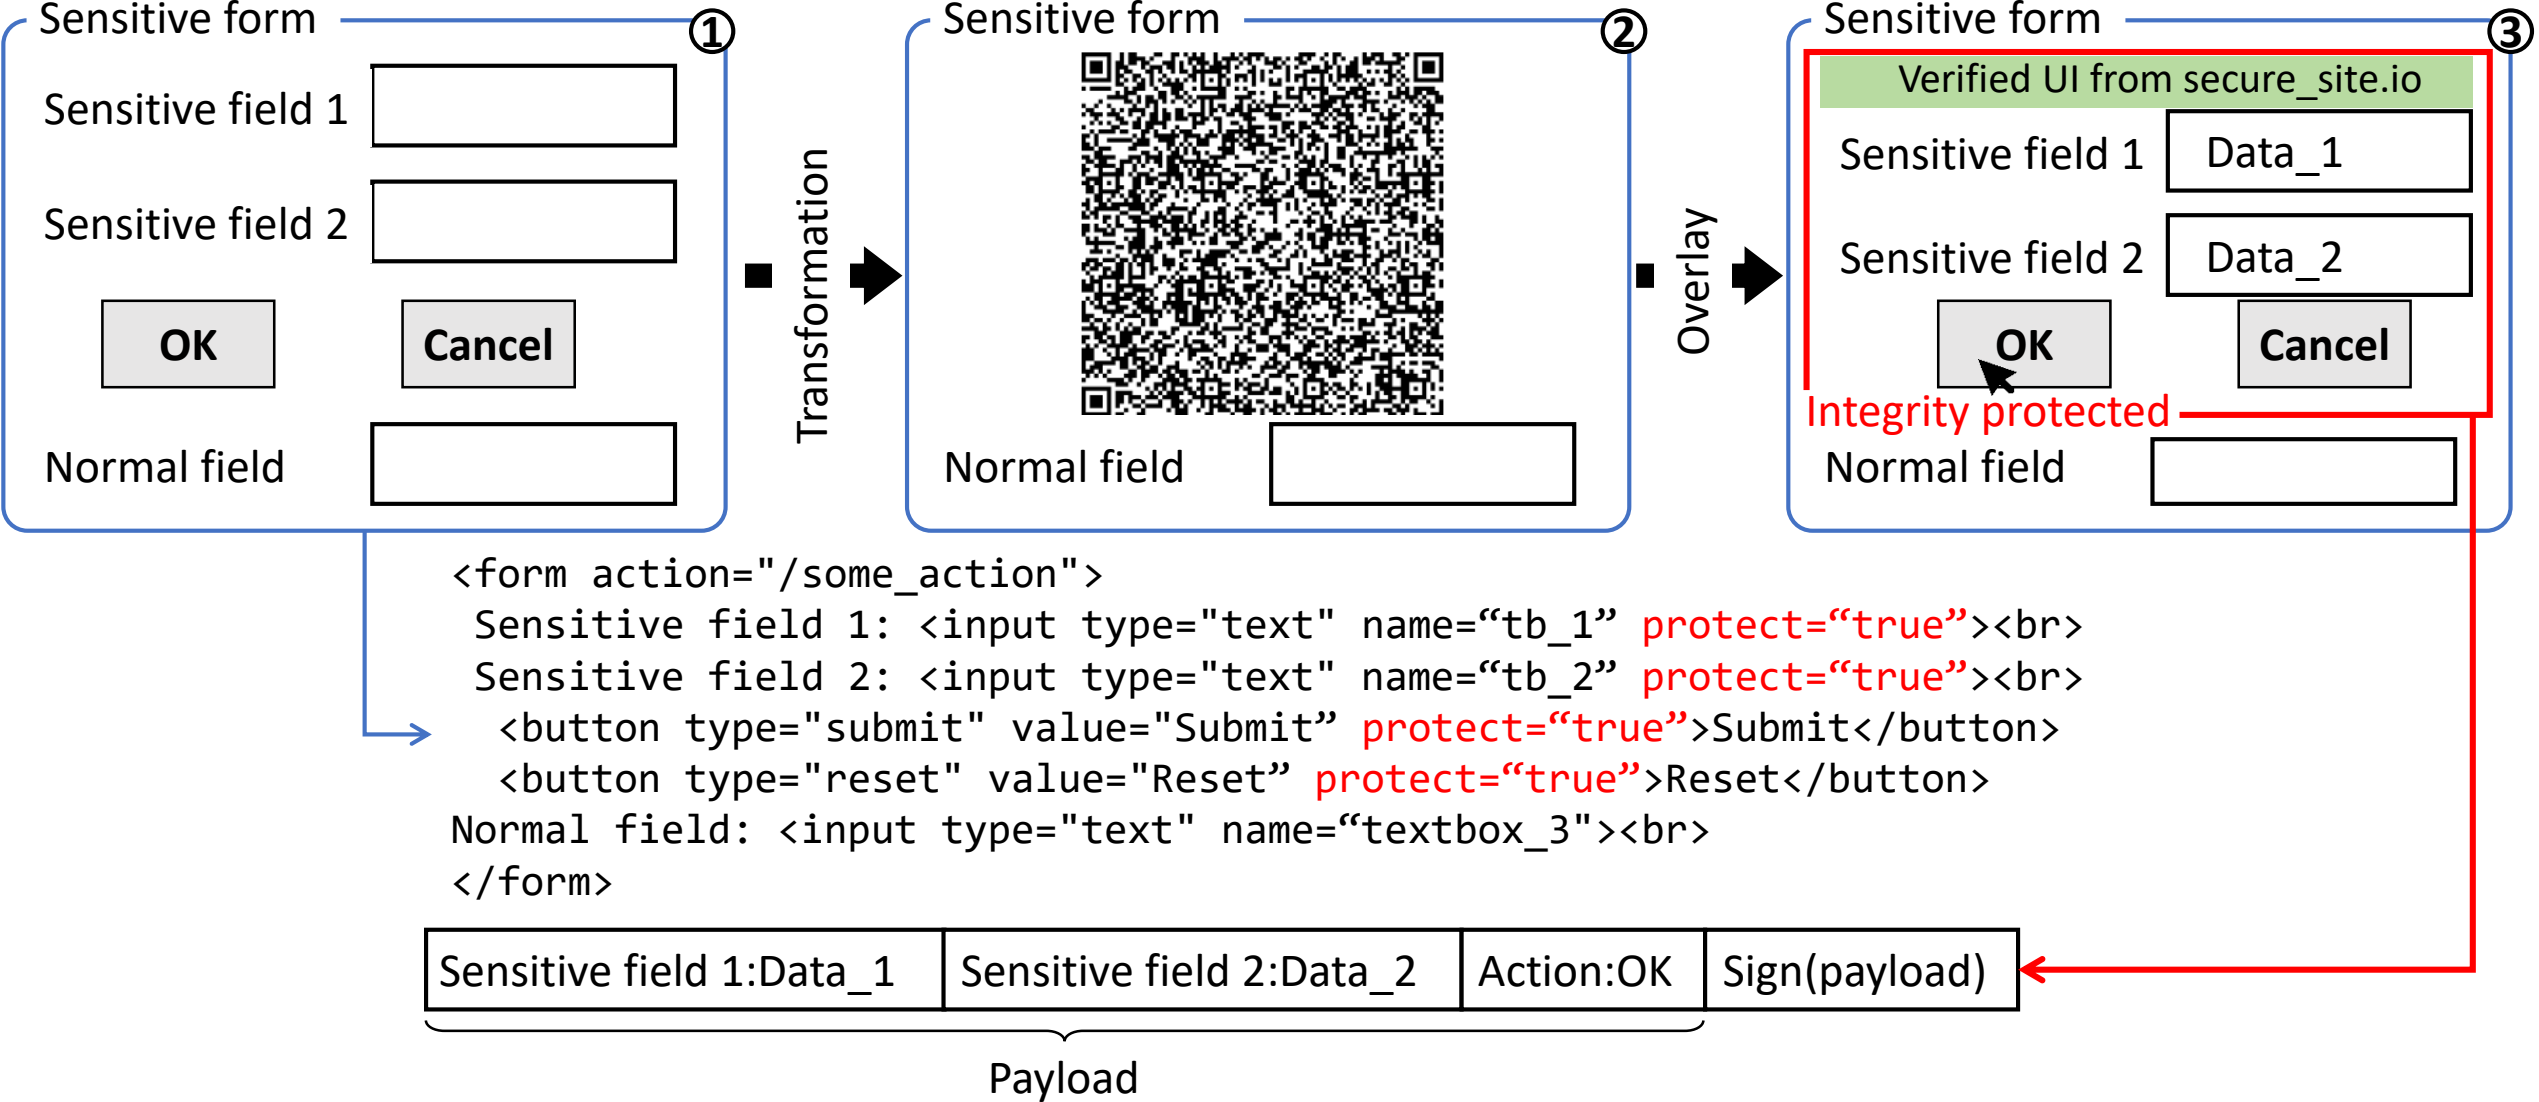 Sensitive form
①
Sensitive field 1
Sensitive field 2
OK
Cancel
Normal field
Transformation
Sensitive form
②
Normal field
Overlay
Sensitive form
③
Verified UI from secure_site.io
Sensitive field 1
Data_1
Sensitive field 2
Data_2
OK
Cancel
Integrity protected
Normal field
<form action="/some_action">
Sensitive field 1: <input type="text" name=“tb_1” protect=“true”><br>
Sensitive field 2: <input type="text" name=“tb_2” protect=“true”><br>
<button type="submit" value="Submit” protect=“true”>Submit</button>
<button type="reset" value="Reset” protect=“true”>Reset</button>
Normal field: <input type="text" name=“textbox_3"><br>
</form>
Sensitive field 1:Data_1
Sensitive field 2:Data_2
Action:OK
Sign(payload)
Payload